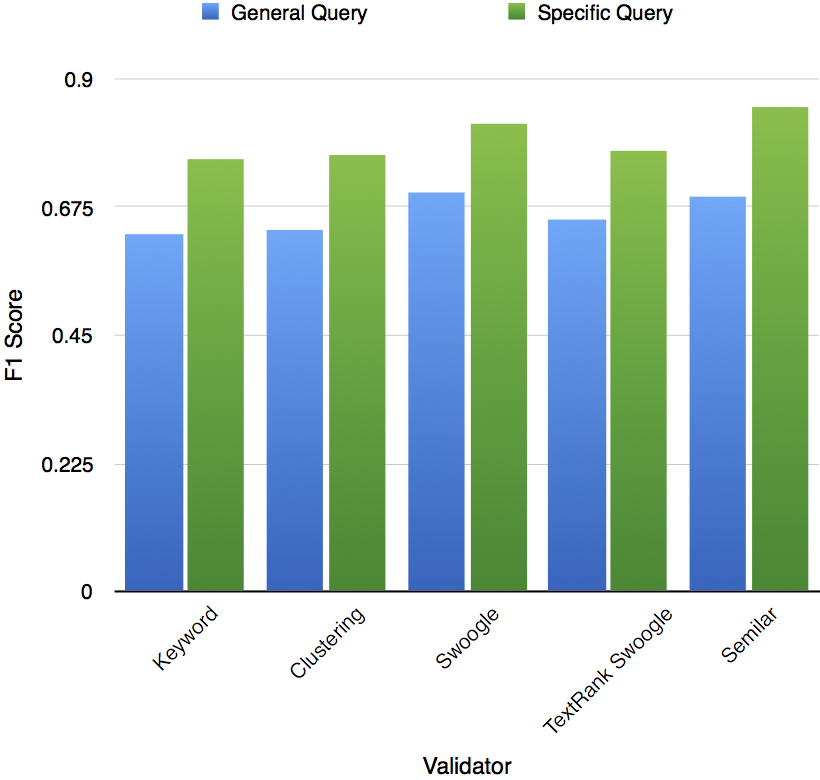 General Query
Specific Query
0.9
0.675
0.45
0.225
0
F1 Score
Keyword
Clustering
Swoogle
TextRank Swoogle
Semilar
Validator